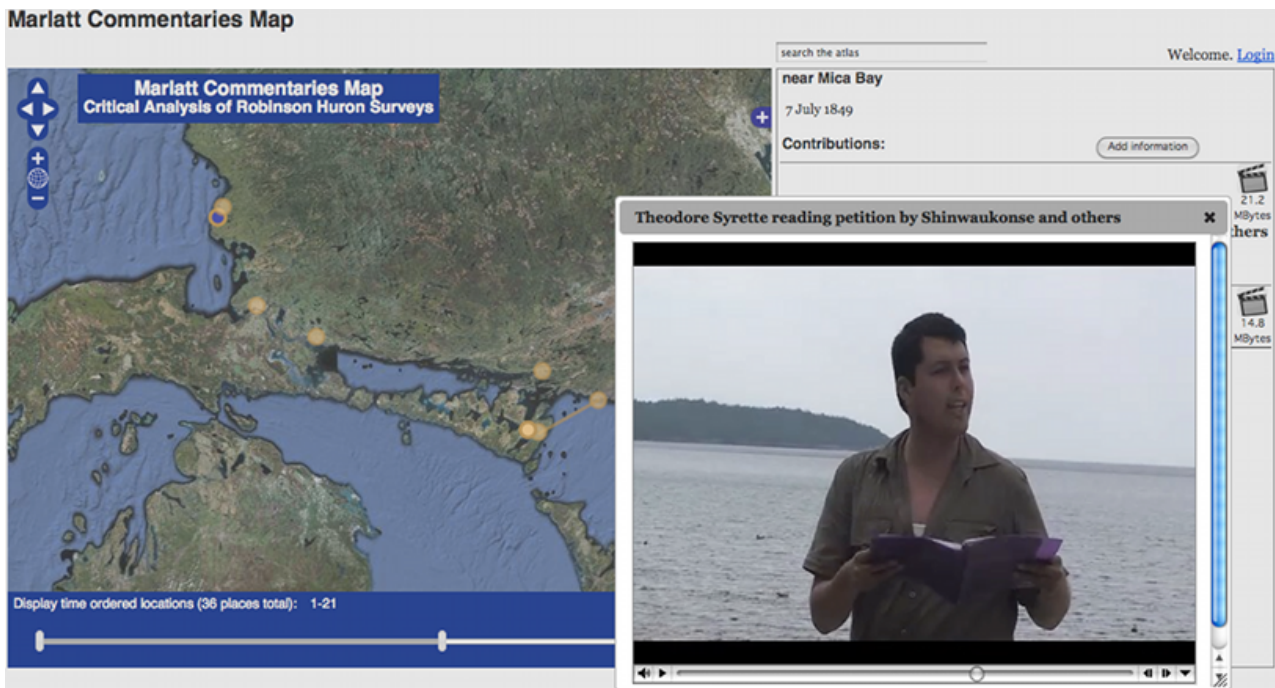 Marlatt Commentaries Map
search the atlas
Welcome. Login
Marlatt Commentaries Map
Critical Analysis of Robinson Huron Surveys
near Mica Bay
7 July 1849
Contributions:
Add information
21.2
MBytes
hers
Theodore Syrette reading petition by Shinwaukonse and others
14.8
MBytes
Display time ordered locations (36 places total): 1-21